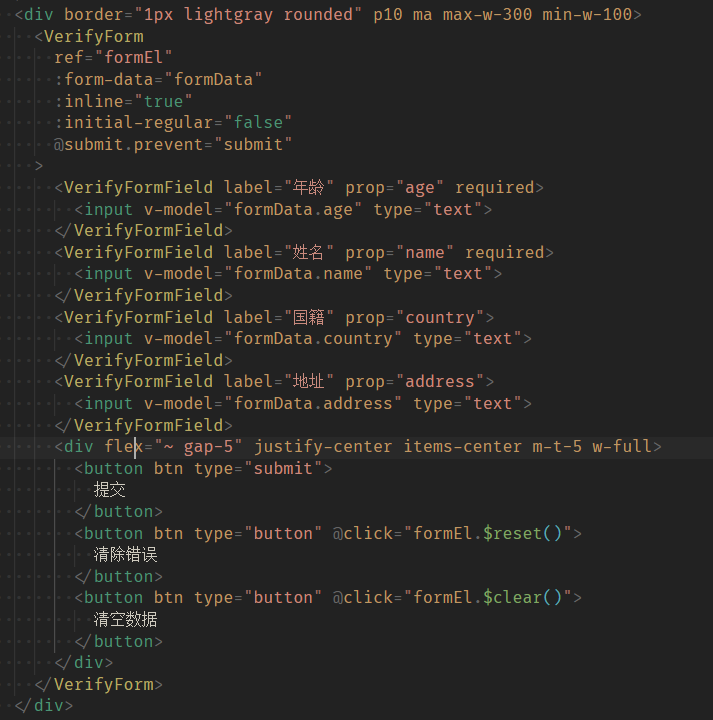 <div border="1px lightgray rounded" p10 ma max-w-300 min-w-100>
<VerifyForm
ref="formEl"
:form-data="formData"
:inline="true"
:initial-regular="false"
@submit.prevent="submit"
>
<VerifyFormField label="年龄" prop="age" required>
<input v-model="formData.age" type="text">
</VerifyFormField>
<VerifyFormField label="姓名" prop="name" required>
<input v-model="formData.name" type="text">
</VerifyFormField>
<VerifyFormField label="国籍" prop="country">
<input v-model="formData.country" type="text">
</VerifyFormField>
<VerifyFormField label="地址" prop="address">
<input v-model="formData.address" type="text">
</VerifyFormField>
<div flex="~ gap-5" justify-center items-center m-t-5 w-full>
<button btn type="submit">
提交
</button>
<button btn type="button" @click="formEl.$reset()">
清除错误
</button>
<button btn type="button" @click="formEl.$clear()">
清空数据
</button>
</div>
</VerifyForm>
</div>